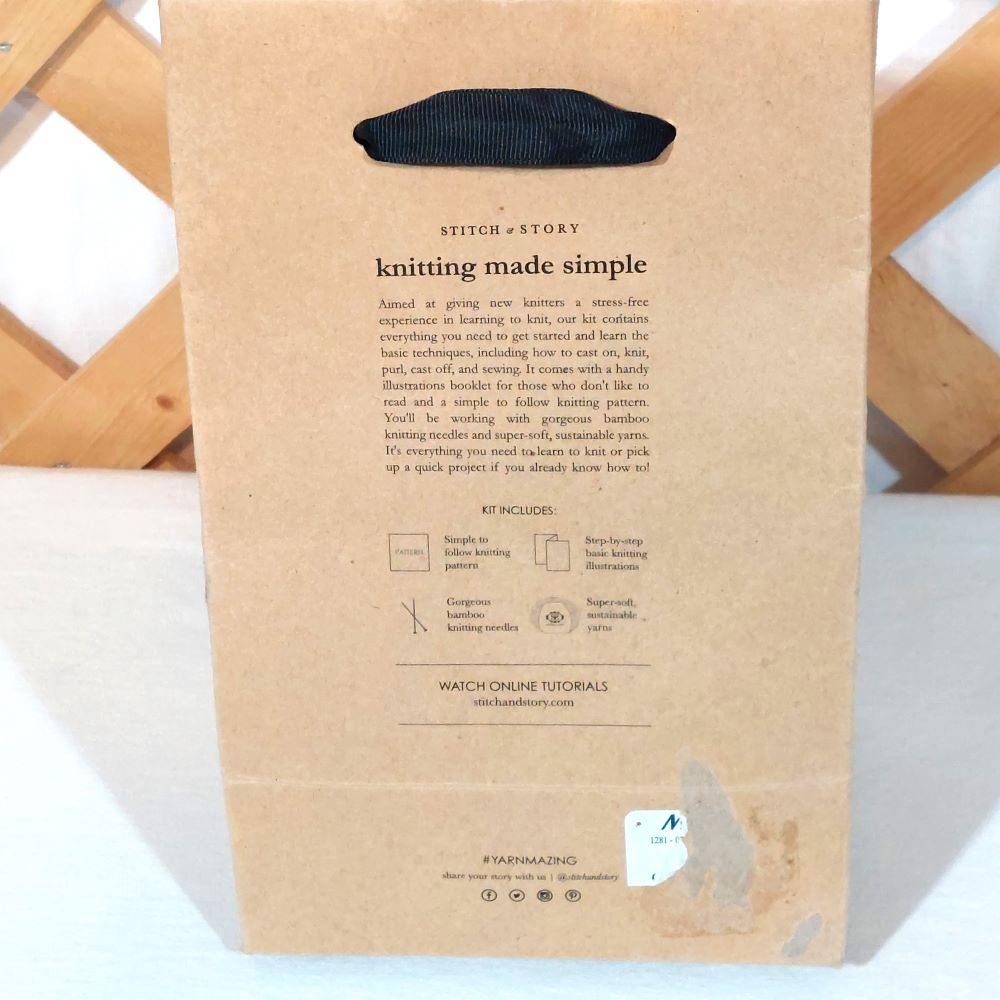 STITCH & STORY
knitting made simple
Aimed at giving new knitters a stress-free
experience in learning to knit, our kit contains
everything you need to get started and learn the
basic techniques, including how to cast on, knit,
purl, cast off, and sewing. It comes with a handy
illustrations booklet for those who don't like to
read and a simple to follow knitting pattern.
You'll be working with gorgeous bamboo
knitting needles and super-soft, sustainable yarns.
It's everything you need to learn to knit or pick
up a quick project if you already know how to!
KIT INCLUDES:
PATTERN
Simple to
follow knitting
pattern
Step-by-step
basic knitting
illustrations
Gorgeous
bamboo
knitting needles
Super-soft,
sustainable
yarns
WATCH ONLINE TUTORIALS
stitchandstory.com
1281 - 0
#YARNMAZING
share your story with us | @stitchandstory